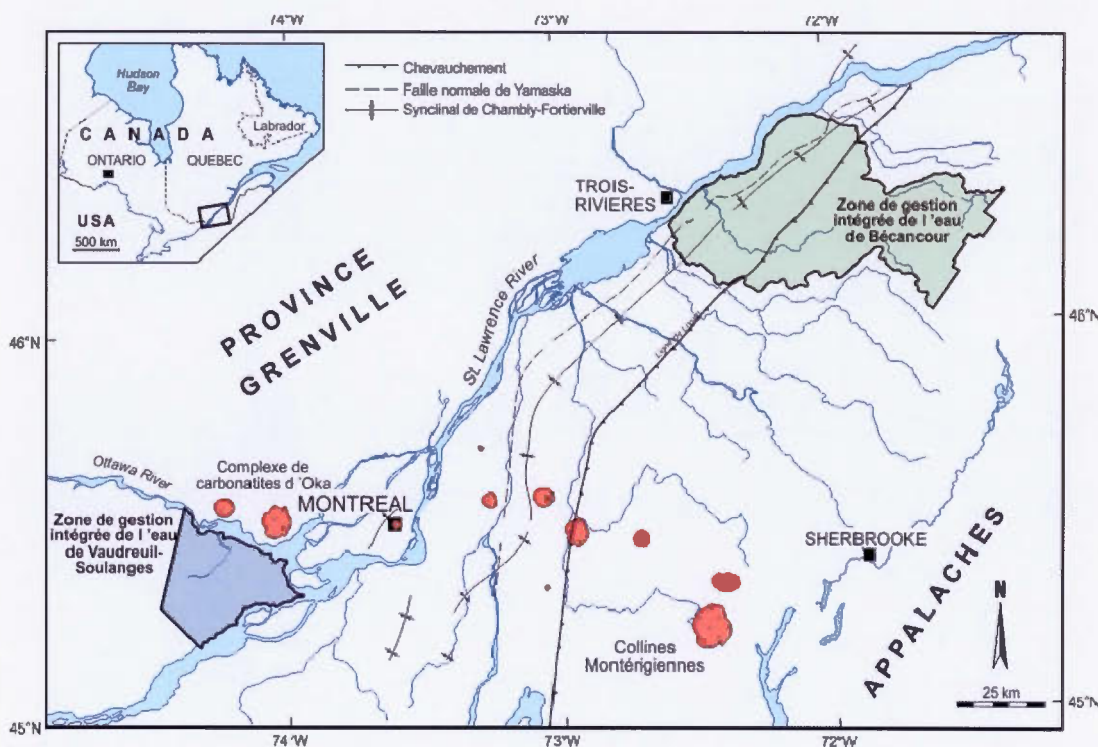 74°W
73°W
72°W
Hudson
Bay
CANADA
Labrador
ONTARIO
QUEBEC
USA
500 km
Chevauchement
Faille normale de Yamaska
Synclinal de Chambly-Fortierville
TROIS-
RIVIERES
Zone de gestion
intégrée de l 'eau
de Bécancour
PROVINCE
GRENVILLE
St. Lawrence River
46°N
46°N
Ottawa River
Complexe de
carbonatites d 'Oka
MONTREAL
Zone de gestion
intégrée de l 'eau
de Vaudreuil-
Soulanges
SHERBROOKE
APPALACHES
Collines
Montérigiennes
N
25 km
45°N
45°N
74°W
73°W
72°W